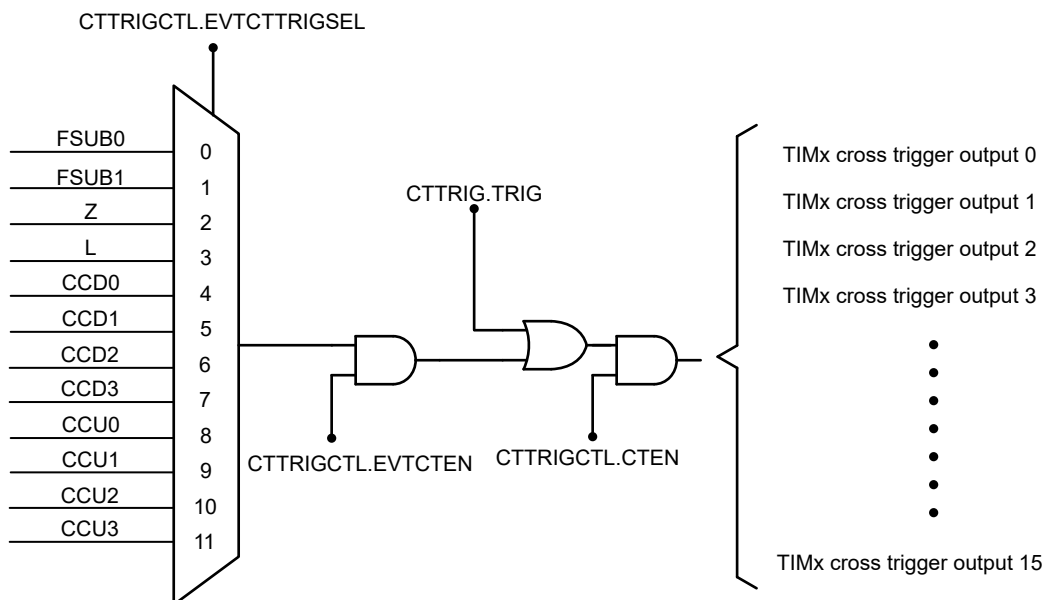 CTTRIGCTL.EVTCTTRIGSEL
FSUB0
0
FSUB1
1
Z
2
L
3
CCD0
4
CCD1
5
CCD2
6
CCD3
7
CCU0
8
CCU1
9
CCU2
10
CCU3
11
CTTRIG.TRIG
CTTRIGCTL.EVTCTEN
CTTRIGCTL.CTEN
TIMx cross trigger output 0
TIMx cross trigger output 1
TIMx cross trigger output 2
TIMx cross trigger output 3
TIMx cross trigger output 15